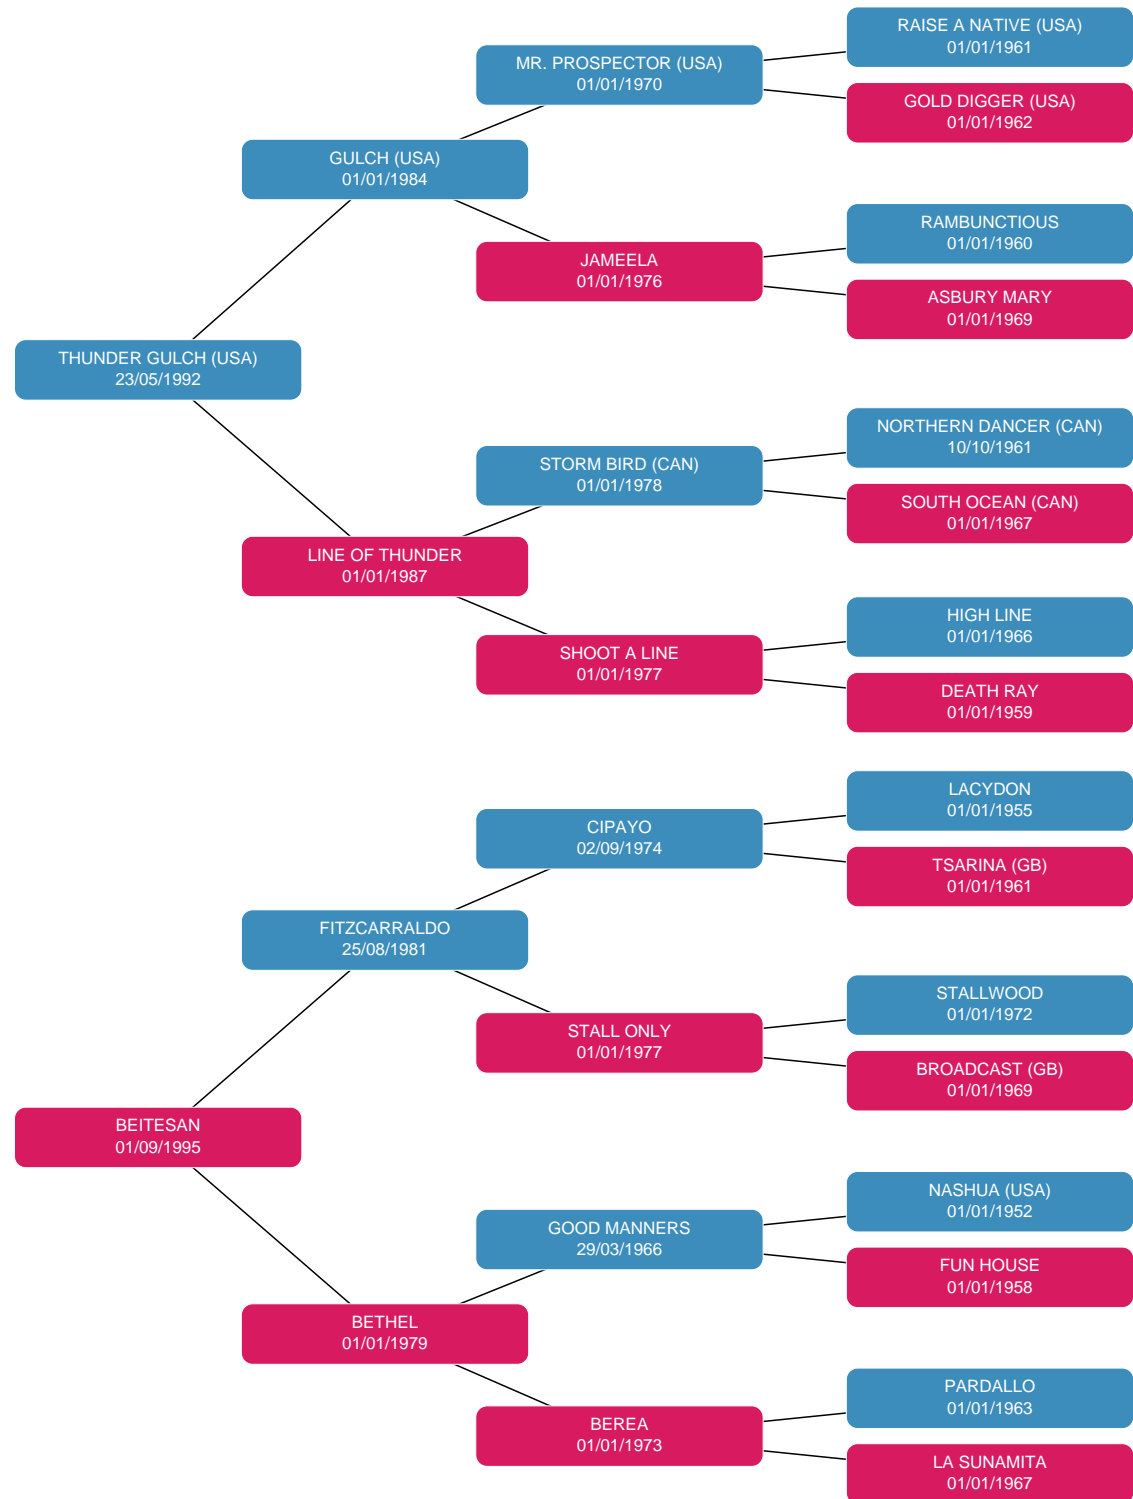 RAISE A NATIVE (USA)
01/01/1961
MR. PROSPECTOR (USA)
01/01/1970
GOLD DIGGER (USA)
01/01/1962
GULCH (USA)
01/01/1984
RAMBUNCTIOUS
01/01/1960
JAMEELA
01/01/1976
ASBURY MARY
01/01/1969
THUNDER GULCH (USA)
23/05/1992
NORTHERN DANCER (CAN)
10/10/1961
STORM BIRD (CAN)
01/01/1978
SOUTH OCEAN (CAN)
01/01/1967
LINE OF THUNDER
01/01/1987
HIGH LINE
01/01/1966
SHOOT A LINE
01/01/1977
DEATH RAY
01/01/1959
LACYDON
01/01/1955
CIPAYO
02/09/1974
TSARINA (GB)
01/01/1961
FITZCARRALDO
25/08/1981
STALLWOOD
01/01/1972
STALL ONLY
01/01/1977
BROADCAST (GB)
01/01/1969
BEITESAN
01/09/1995
NASHUA (USA)
01/01/1952
GOOD MANNERS
29/03/1966
FUN HOUSE
01/01/1958
BETHEL
01/01/1979
PARDALLO
01/01/1963
BEREA
01/01/1973
LA SUNAMITA
01/01/1967